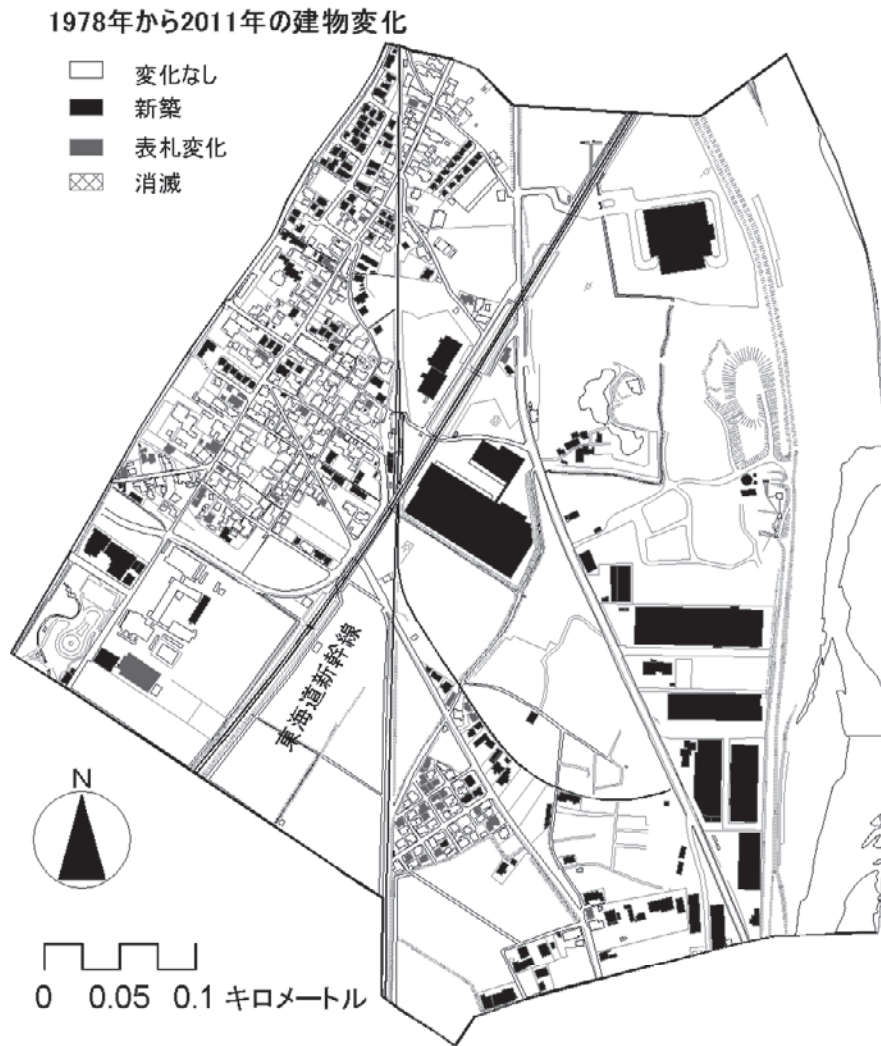 1978年から2011年の建物変化
変化なし
新築
表札変化
消滅
東海道新幹線
N
0 0.05 0.1 キロメートル